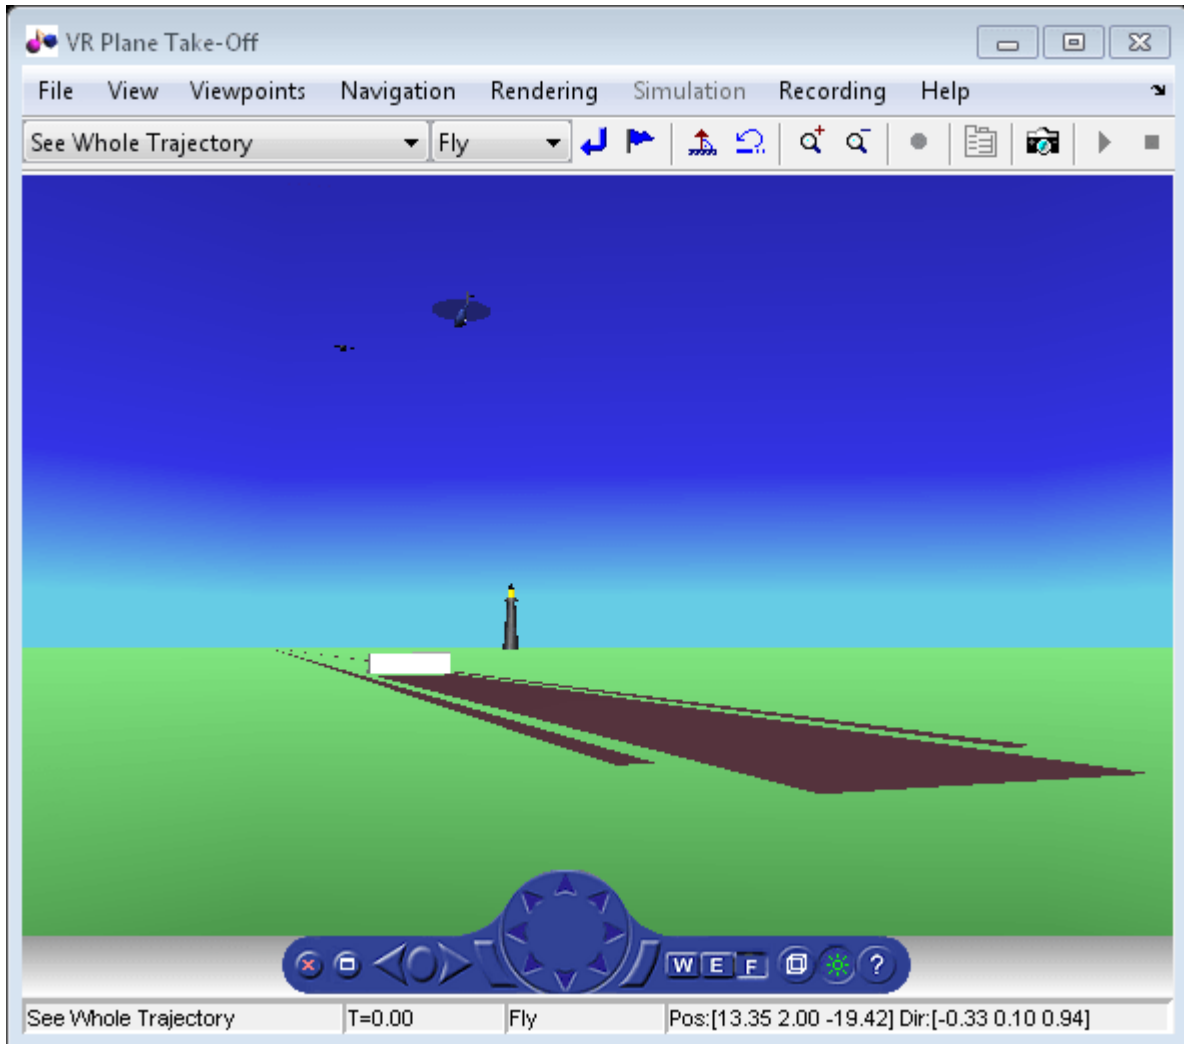 VR Plane Take-Off
File View Viewpoints Navigation Rendering Simulation Recording Help
See Whole Trajectory Fly
W E F ?
See Whole Trajectory T=0.00 Fly Pos:[13.35 2.00 -19.42] Dir:[-0.33 0.10 0.94]